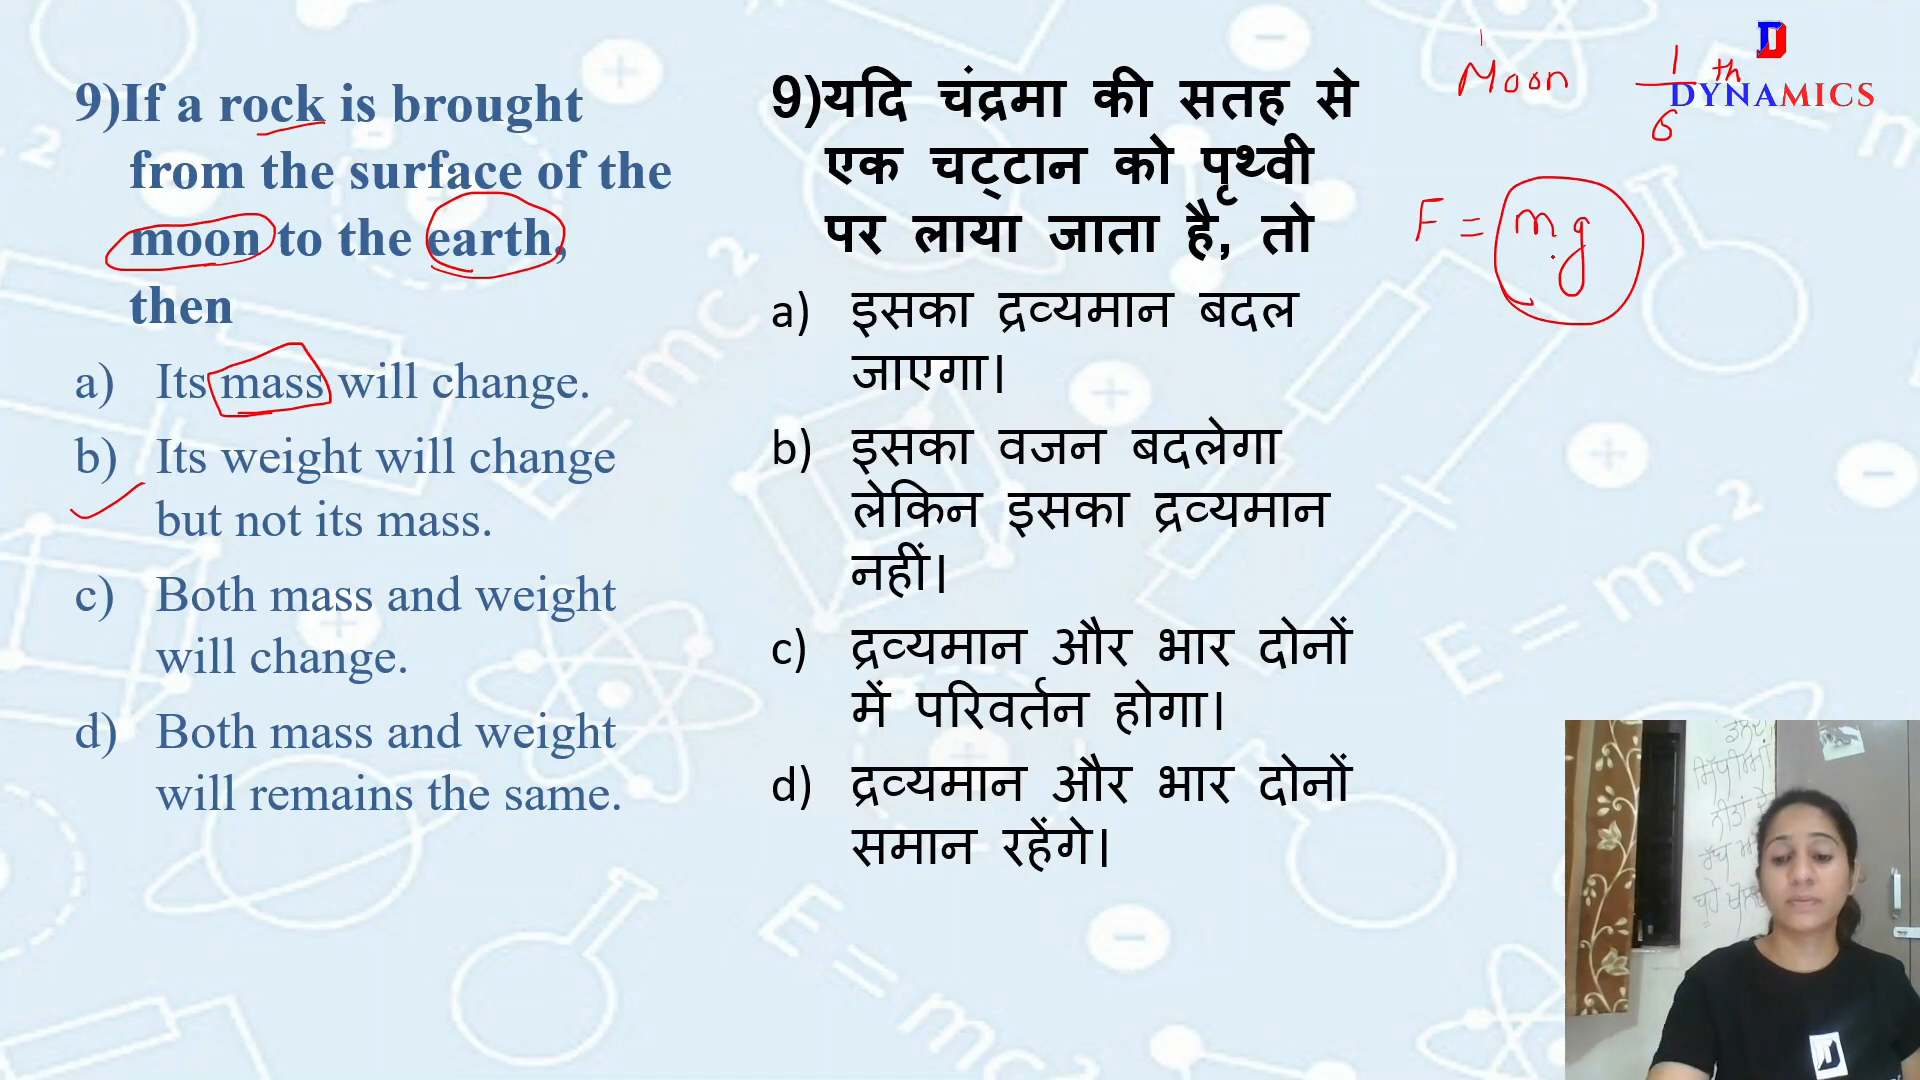 9)If a rock is brought
from the surface of the
moon to the earth,
then
a) Its mass will change.
b) Its weight will change
but not its mass.
c) Both mass and weight
will change.
d) Both mass and weight
will remains the same.
9)यदि चंद्रमा की सतह से
एक चट्टान को पृथ्वी
पर लाया जाता है, तो
a) इसका द्रव्यमान बदल
जाएगा।
b) इसका वजन बदलेगा
लेकिन इसका द्रव्यमान
नहीं।
c) द्रव्यमान और भार दोनों
में परिवर्तन होगा।
d) द्रव्यमान और भार दोनों
समान रहेंगे।
Moon 1/6 th
DYNAMICS
F = mg
E = mc²
E = mc²